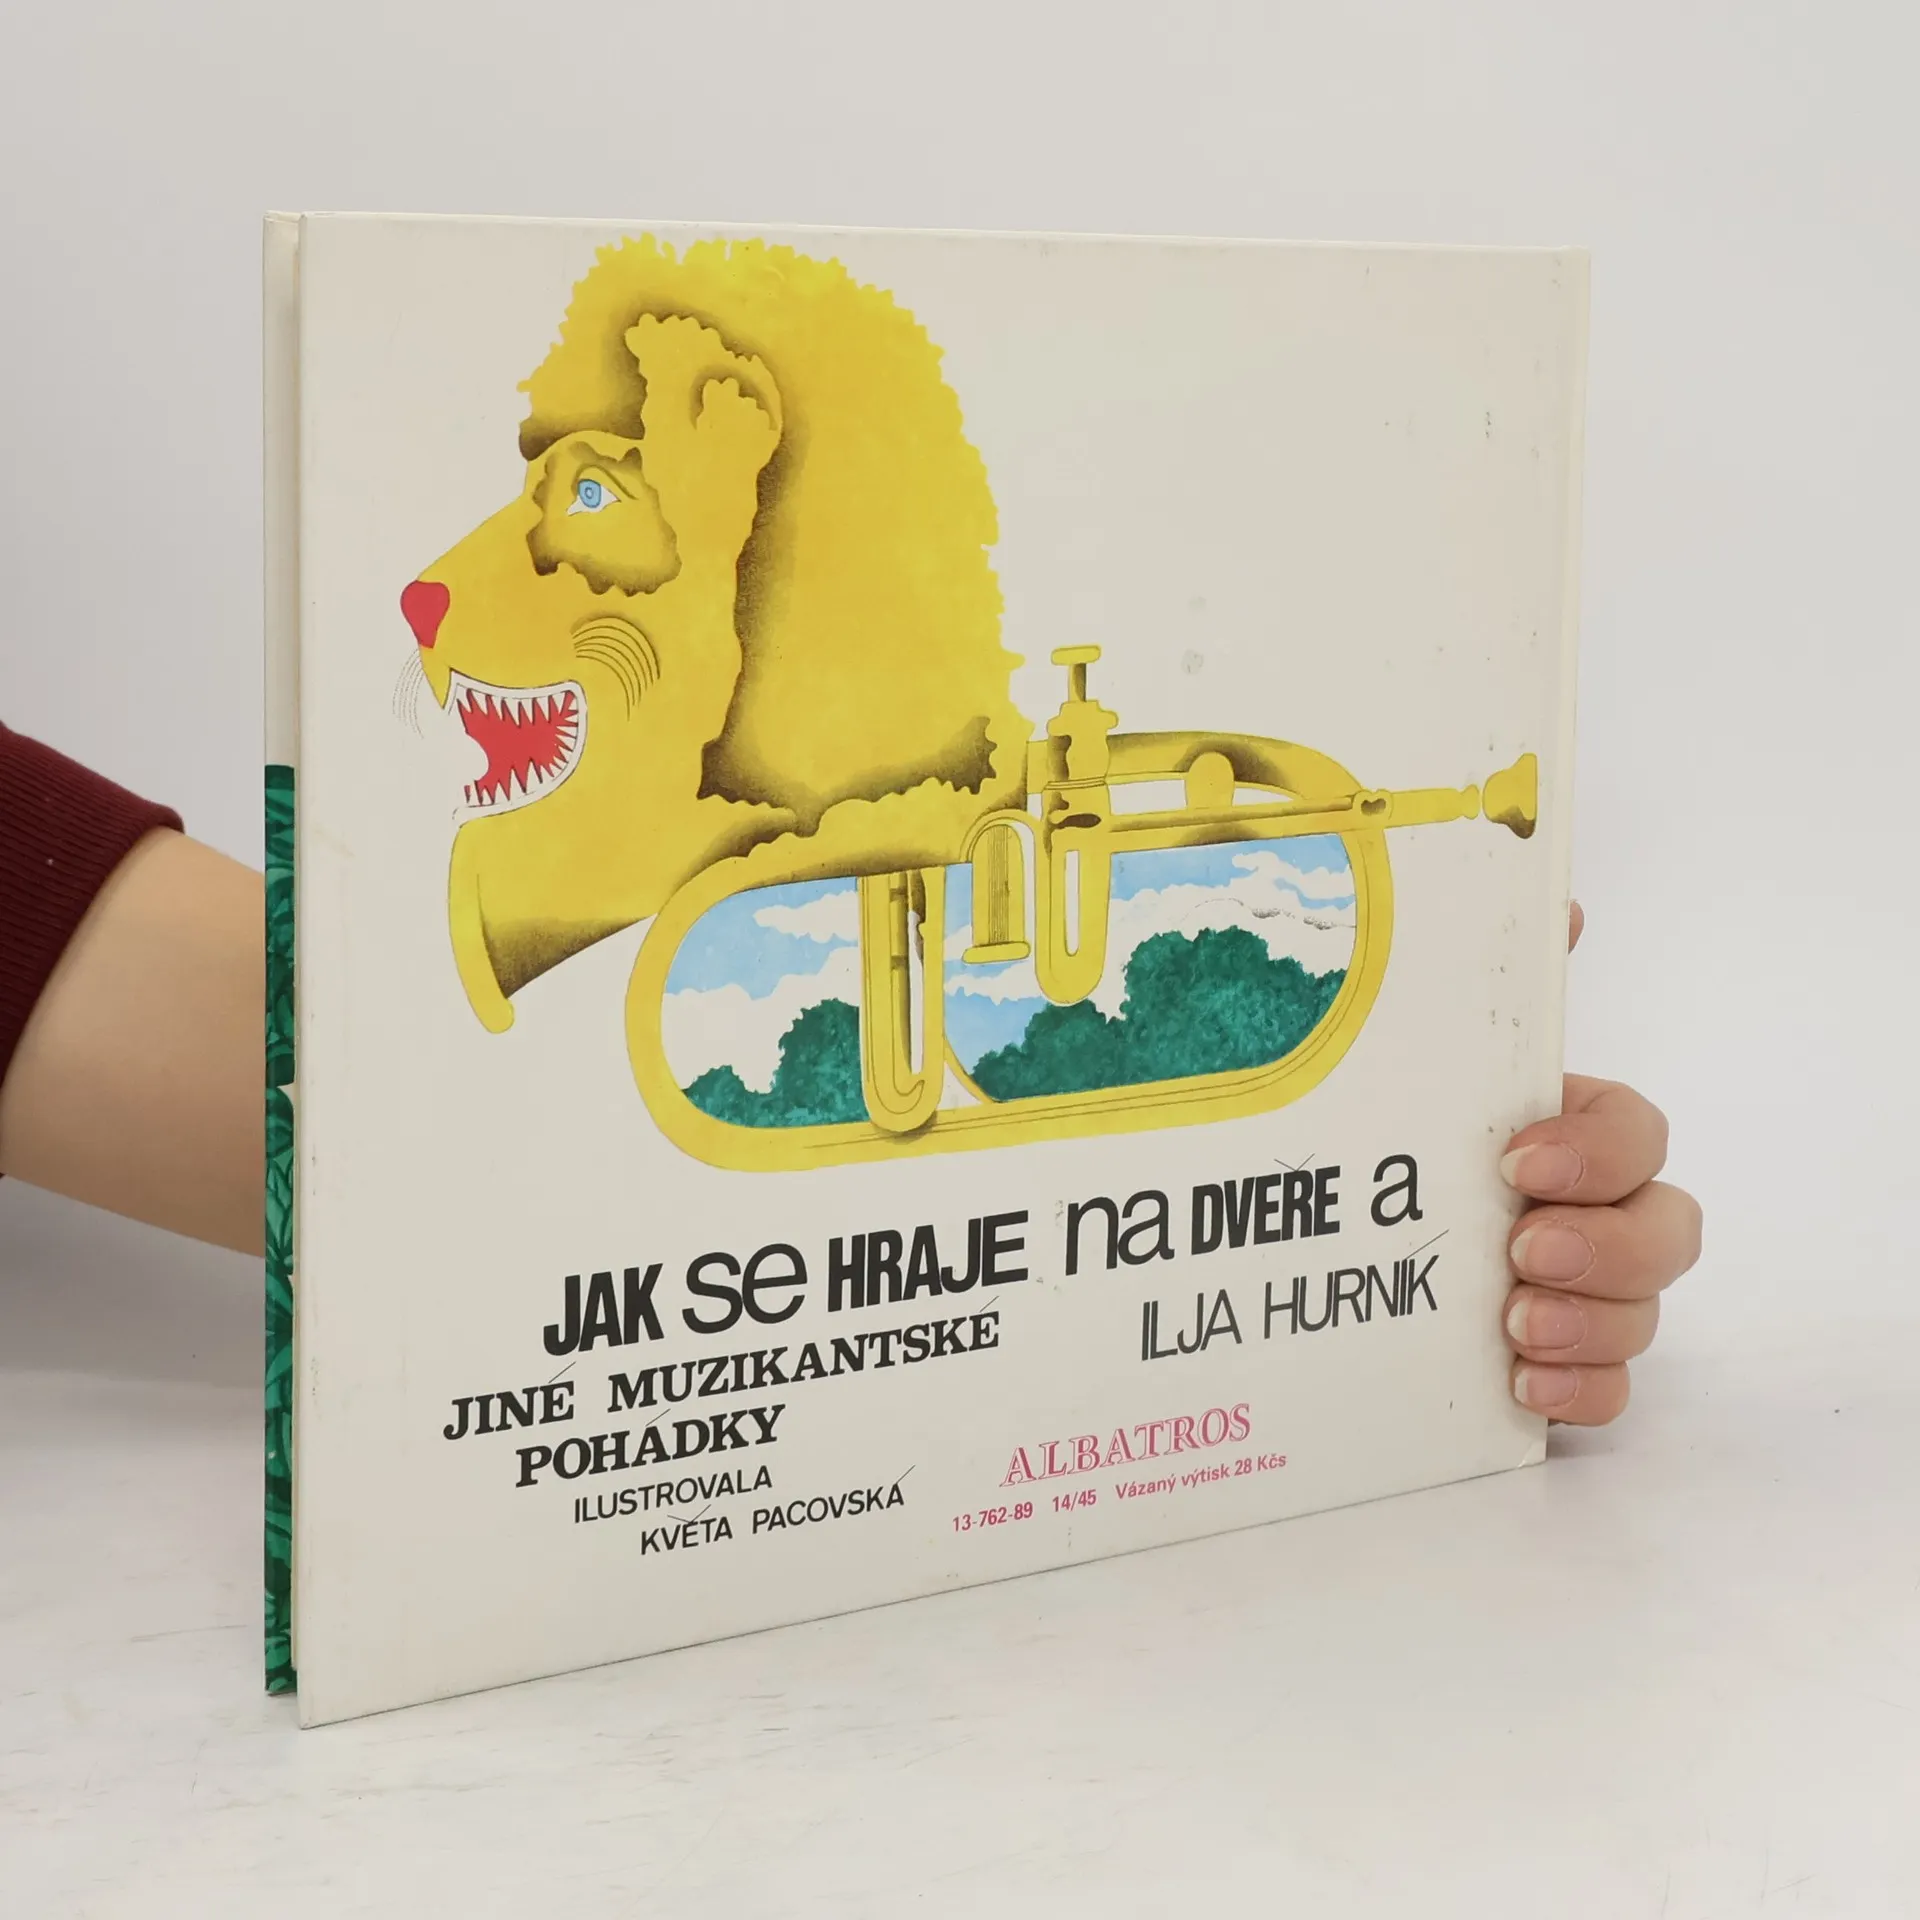 JAK se HRAJE na DVEŘE a
JINÉ MUZIKANTSKÉ
POHÁDKY
ILJA HURNÍK
ILUSTROVALA
KVĚTA PACOVSKÁ
ALBATROS
13-762-89 14/45 Vázaný výtisk 28 Kčs